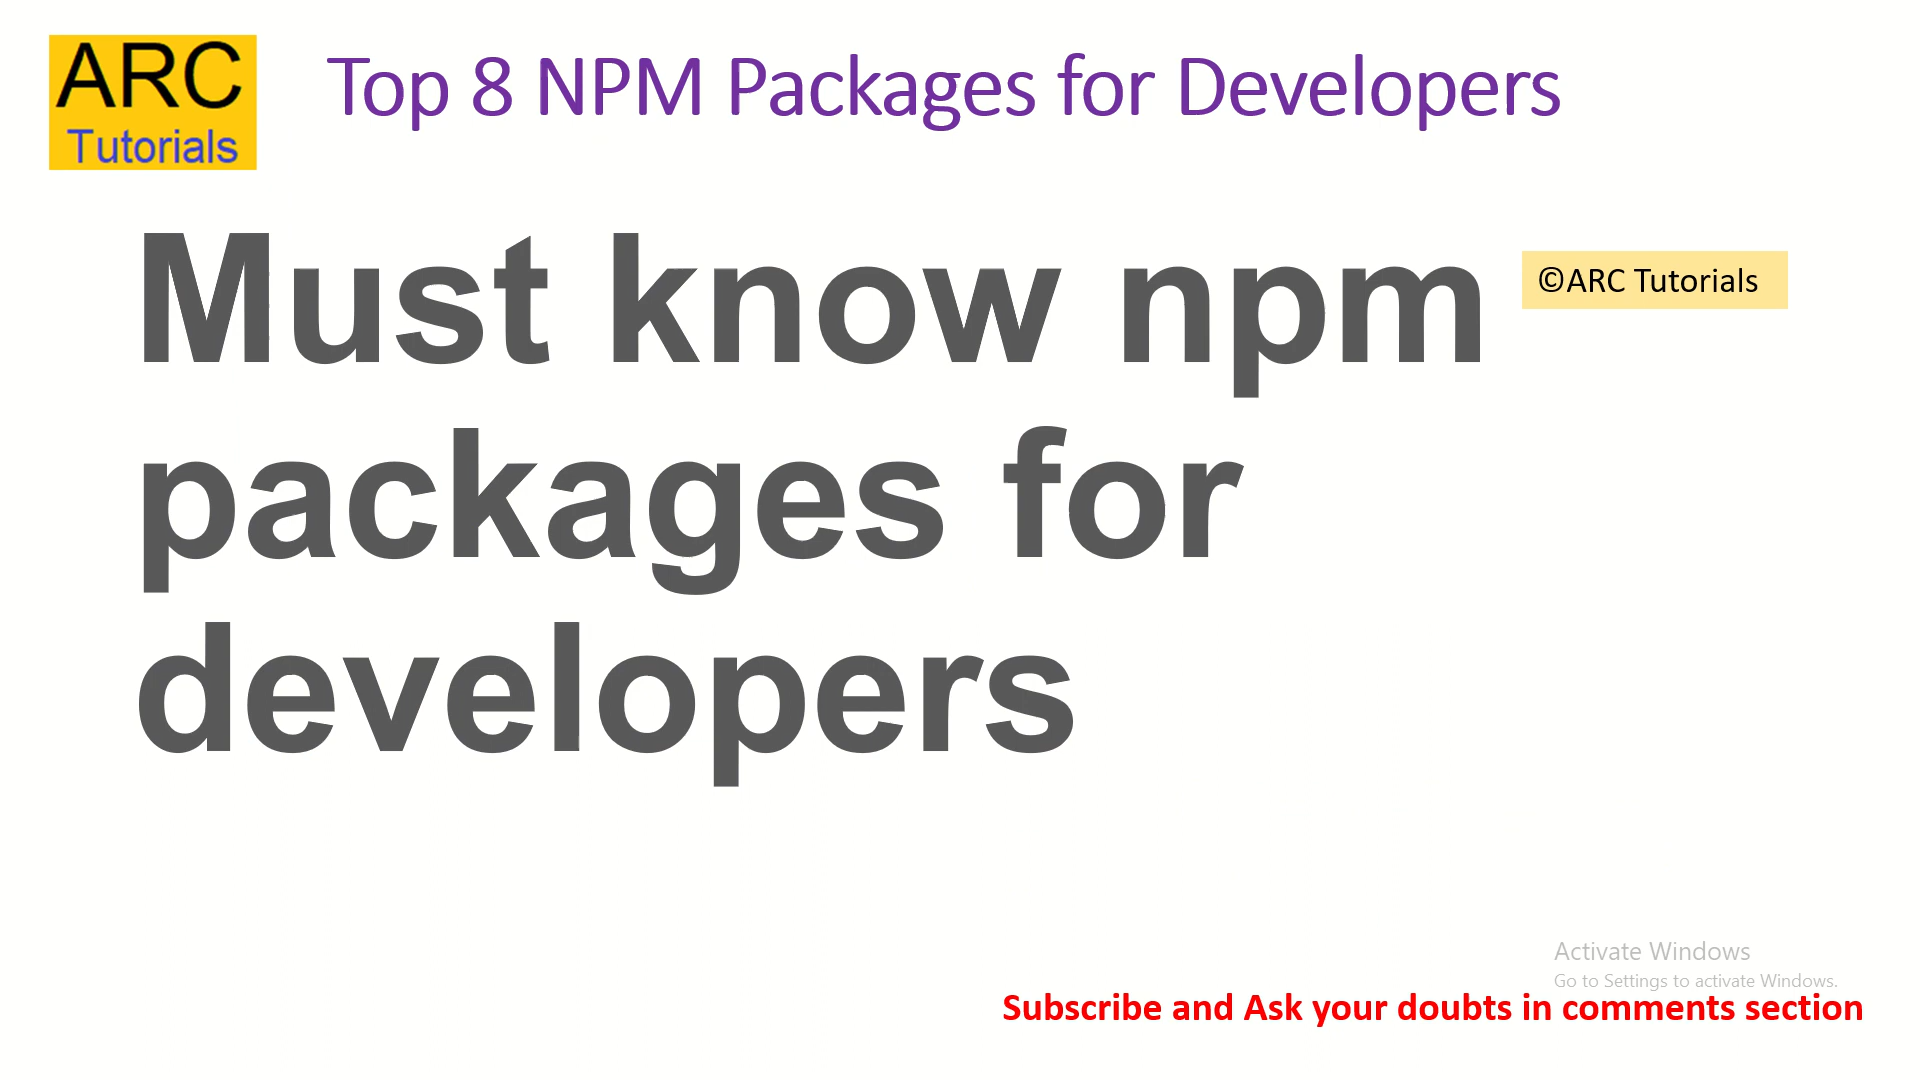 ARC
Tutorials
Top 8 NPM Packages for Developers
Must know npm
packages for
developers
©ARC Tutorials
Activate Windows
Go to Settings to activate Windows.
Subscribe and Ask your doubts in comments section